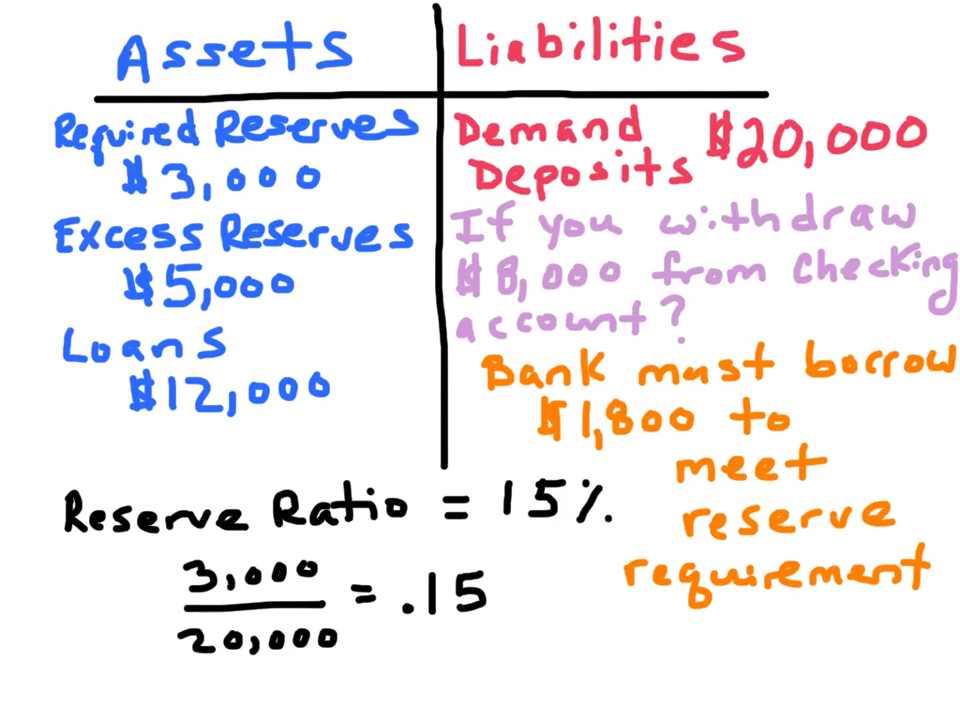 Assets
Required Reserves
$3,000
Excess Reserves
$5,000
Loans
$12,000
Liabilities
Demand $20,000
Deposits
If you withdraw
$8,000 from checking
account?
Bank must borrow
$1,800 to
meet
reserve
requirement
Reserve Ratio = 15%.
3,000
20,000
= .15